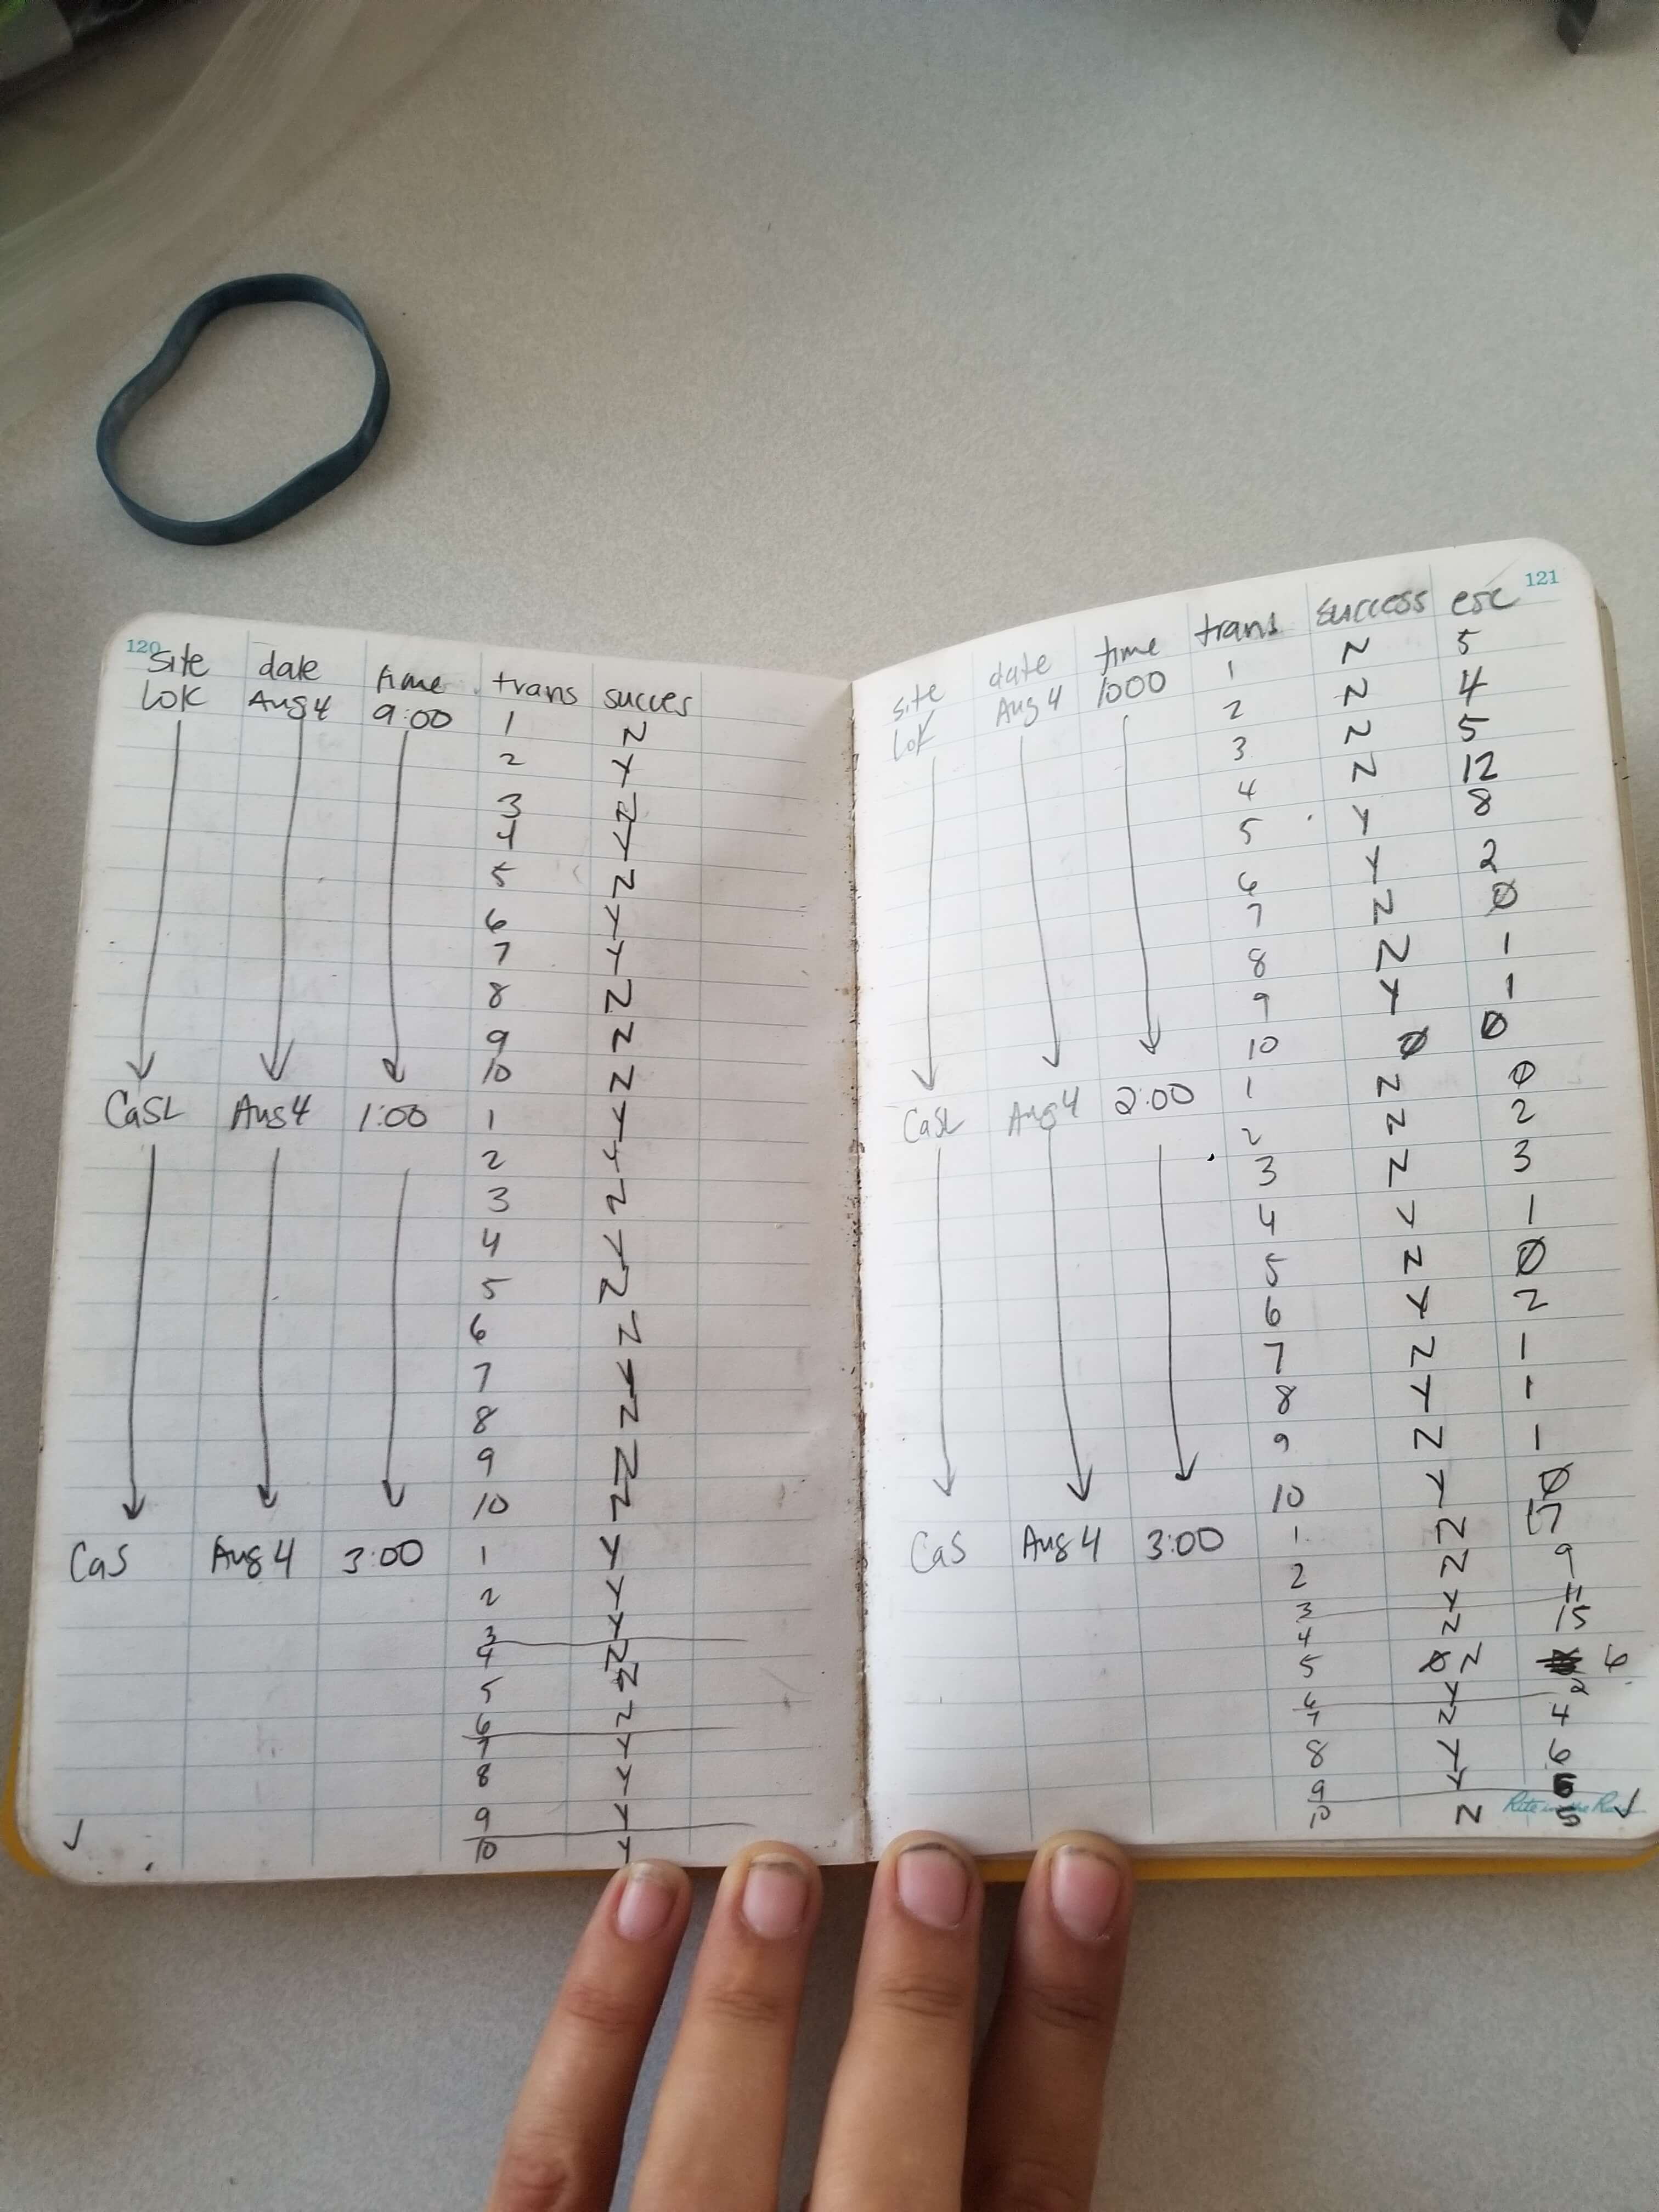 120
site date time trans succes
LOK Aug 4 9:00 1 N
2 Y
3 N
4 Y
5 N
6 Y
7 Y
8 N
9 N
10 N
CaSL Aug 4 1:00 1 Y
2 Y
3 N
4 Y
5 N
6 N
7 Y
8 N
9 N
10 N
CaS Aug 4 3:00 1 Y
2 Y
3 Y
4 N
5 N
6 N
7 Y
8 Y
9 Y
10 Y
121
site date time trans success esc
LOK Aug 4 1000 1 N 5
2 N 4
3 N 5
4 N 12
5 Y 8
6 Y 2
7 N Ø
8 N 1
9 Y 1
10 Ø Ø
CaSL Aug 4 2:00 1 N Ø
2 N 2
3 N 3
4 Y 1
5 N Ø
6 Y 2
7 N 1
8 Y 1
9 N 1
10 Y Ø
CaS Aug 4 3:00 1 N 17
2 N 9
3 Y 11
4 N 15
5 Ø N 6
6 Y 2
7 N 4
8 Y 6
9 Y
10 N 5
Rite in the Rain